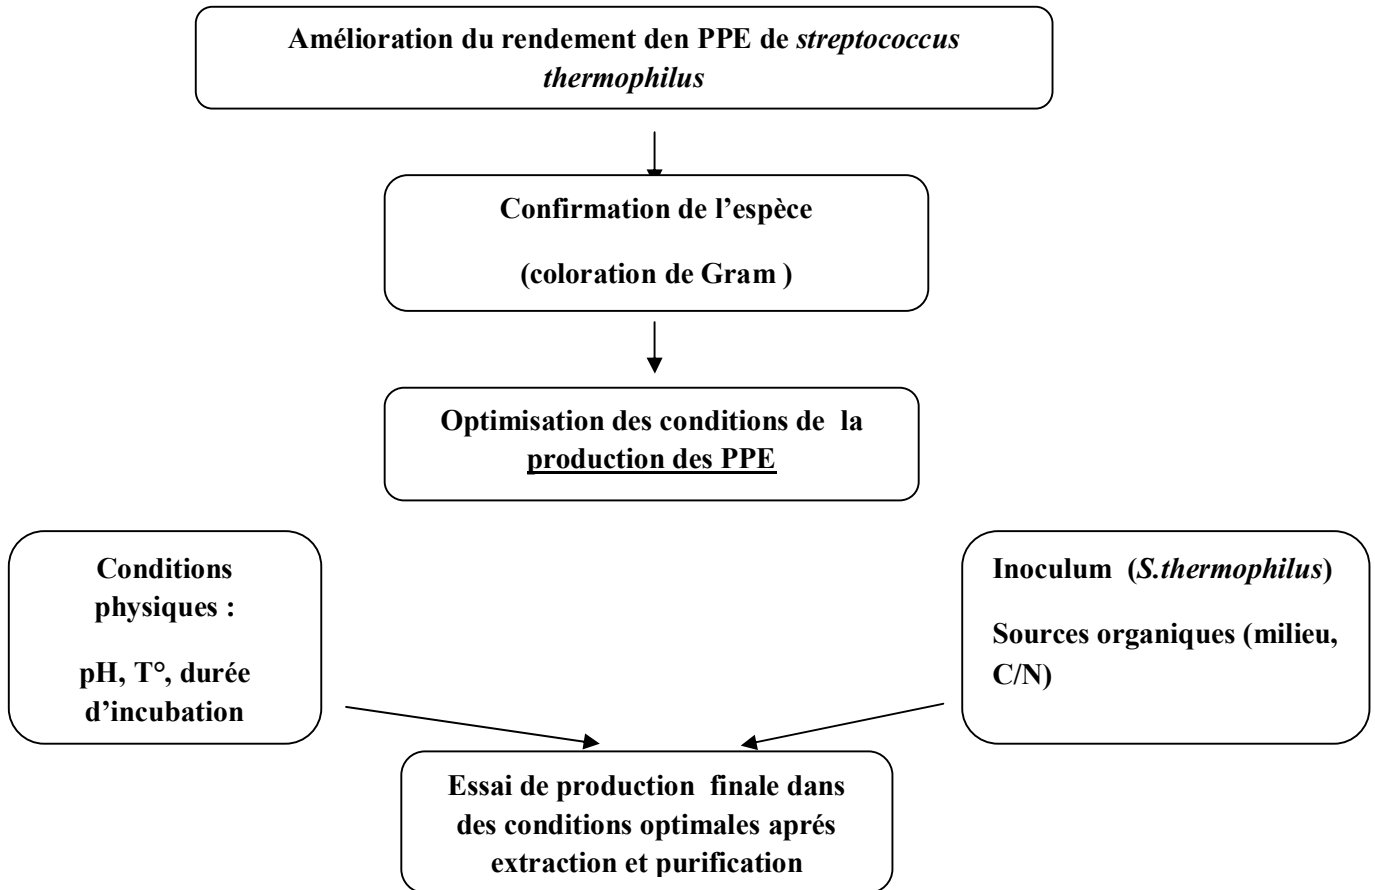 Amélioration du rendement den PPE de streptococcus
thermophilus
Confirmation de l’espèce
(coloration de Gram )
Optimisation des conditions de la
production des PPE
Conditions
physiques :
pH, T°, durée
d’incubation
Inoculum (S.thermophilus)
Sources organiques (milieu,
C/N)
Essai de production finale dans
des conditions optimales aprés
extraction et purification